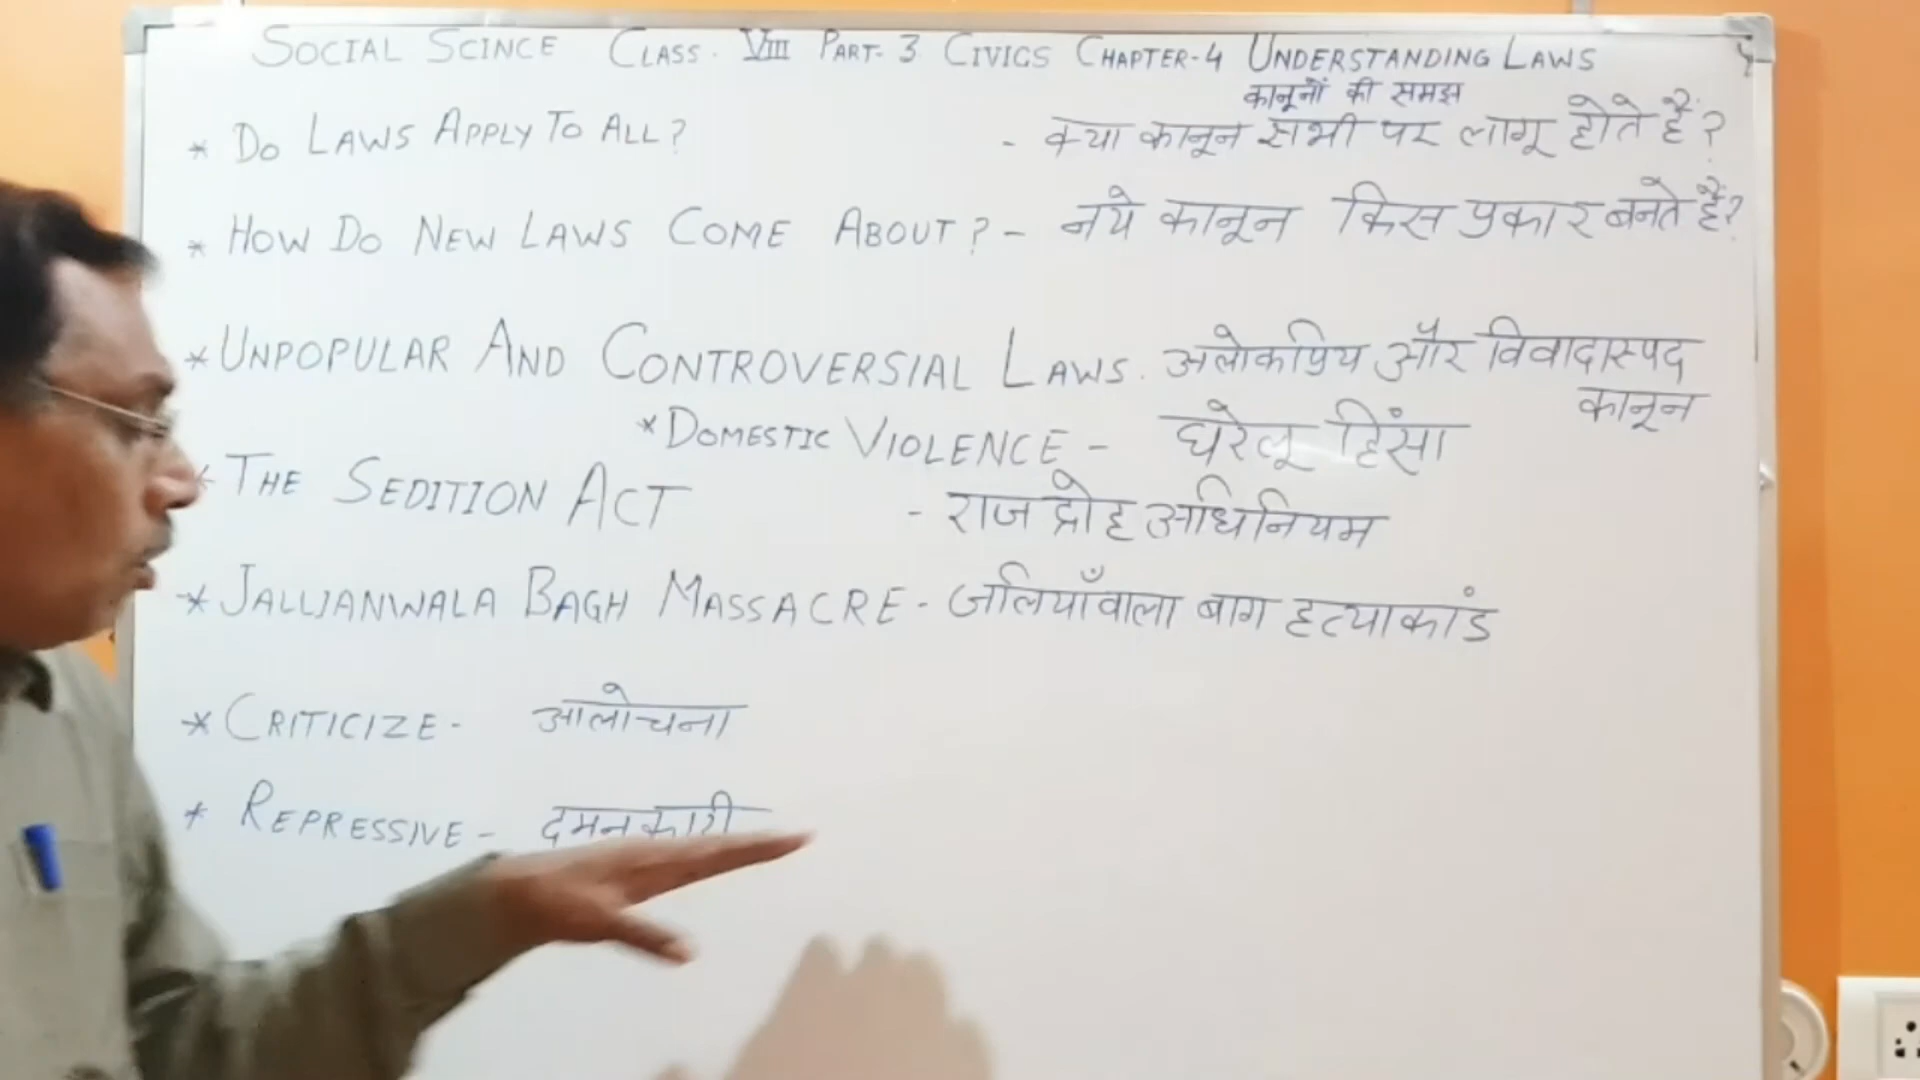 SOCIAL SCINCE CLASS. VIII PART-3 CIVICS CHAPTER-4 UNDERSTANDING LAWS
कानूनों की समझ
* DO LAWS APPLY TO ALL? - क्या कानून सभी पर लागू होते हैं?
* HOW DO NEW LAWS COME ABOUT? - नये कानून किस प्रकार बनते हैं?
* UNPOPULAR AND CONTROVERSIAL LAWS. अलोकप्रिय और विवादास्पद
कानून
* DOMESTIC VIOLENCE - घरेलू हिंसा
* THE SEDITION ACT - राज द्रोह अधिनियम
* JALLIANWALA BAGH MASSACRE - जलियाँवाला बाग हत्याकांड
* CRITICIZE - आलोचना
* REPRESSIVE - दमनकारी